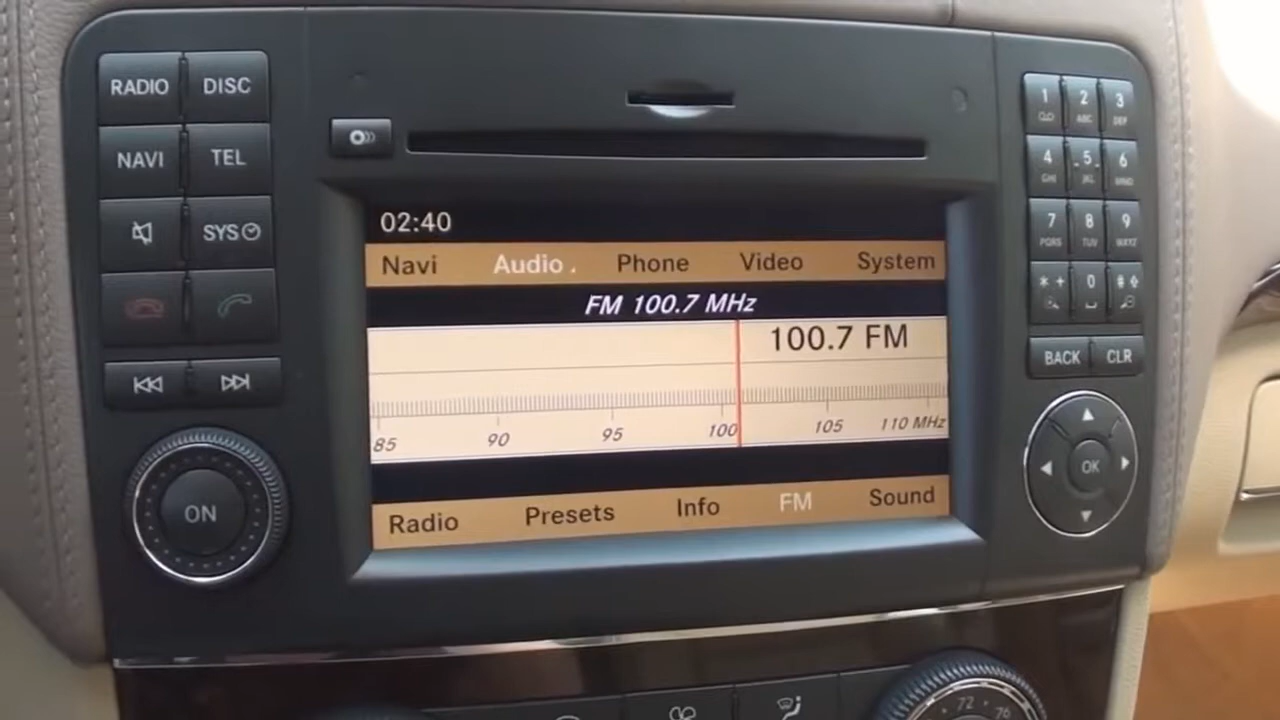 RADIO DISC
NAVI TEL
SYS
ON
02:40
Navi Audio . Phone Video System
FM 100.7 MHz
100.7 FM
85 90 95 100 105 110 MHz
Radio Presets Info FM Sound
1 2 3
ABC DEF
4 5 6
GHI JKL MNO
7 8 9
PQRS TUV WXYZ
* + 0 #
BACK CLR
OK
72 76